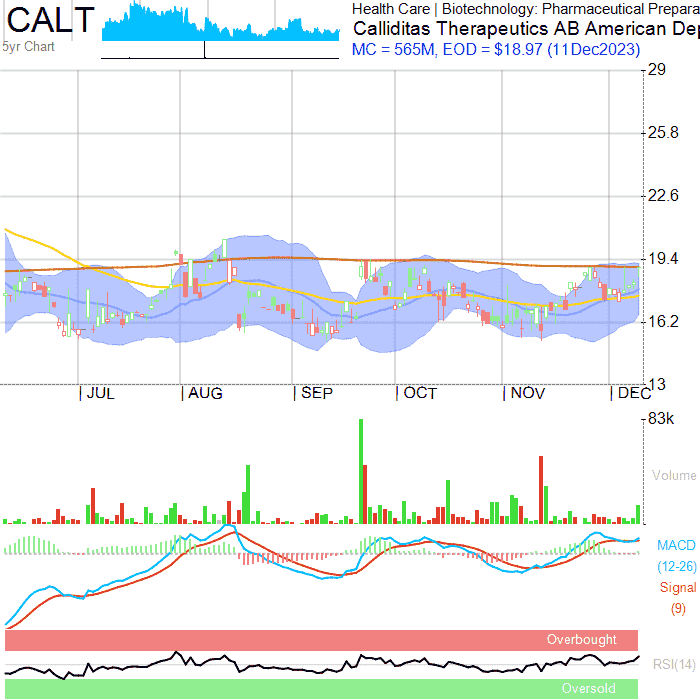 CALT
5yr Chart
Health Care | Biotechnology: Pharmaceutical Prepara
Calliditas Therapeutics AB American Dep
MC = 565M, EOD = $18.97 (11Dec2023)
29
25.8
22.6
19.4
16.2
13
JUL
AUG
SEP
OCT
NOV
DEC
83k
Volume
MACD
(12-26)
Signal
(9)
Overbought
RSI(14)
Oversold